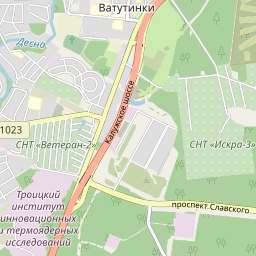 Ватутинки
Десна
1023
Калужское шоссе
СНТ «Ветеран-2»
СНТ «Искра-3»
Троицкий
институт
инновационных
и термоядерных
исследований
проспект Славского